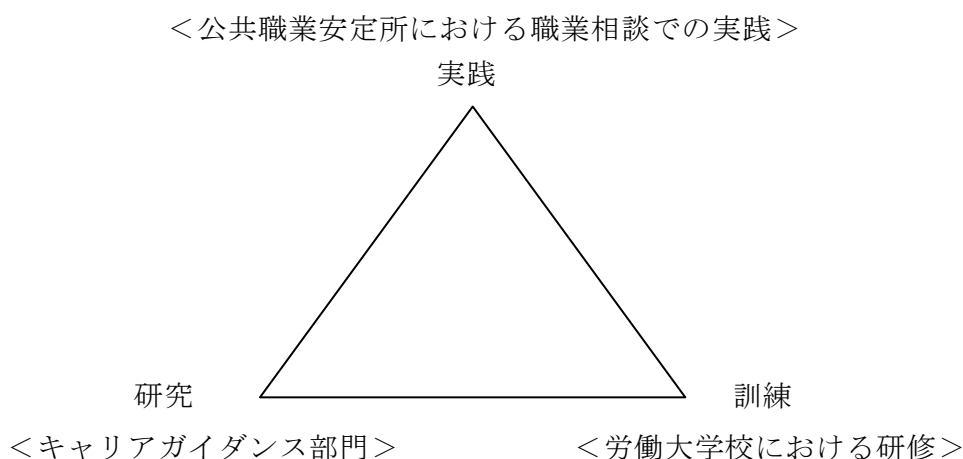 ＜公共職業安定所における職業相談での実践＞
実践
研究
訓練
＜キャリアガイダンス部門＞
＜労働大学校における研修＞